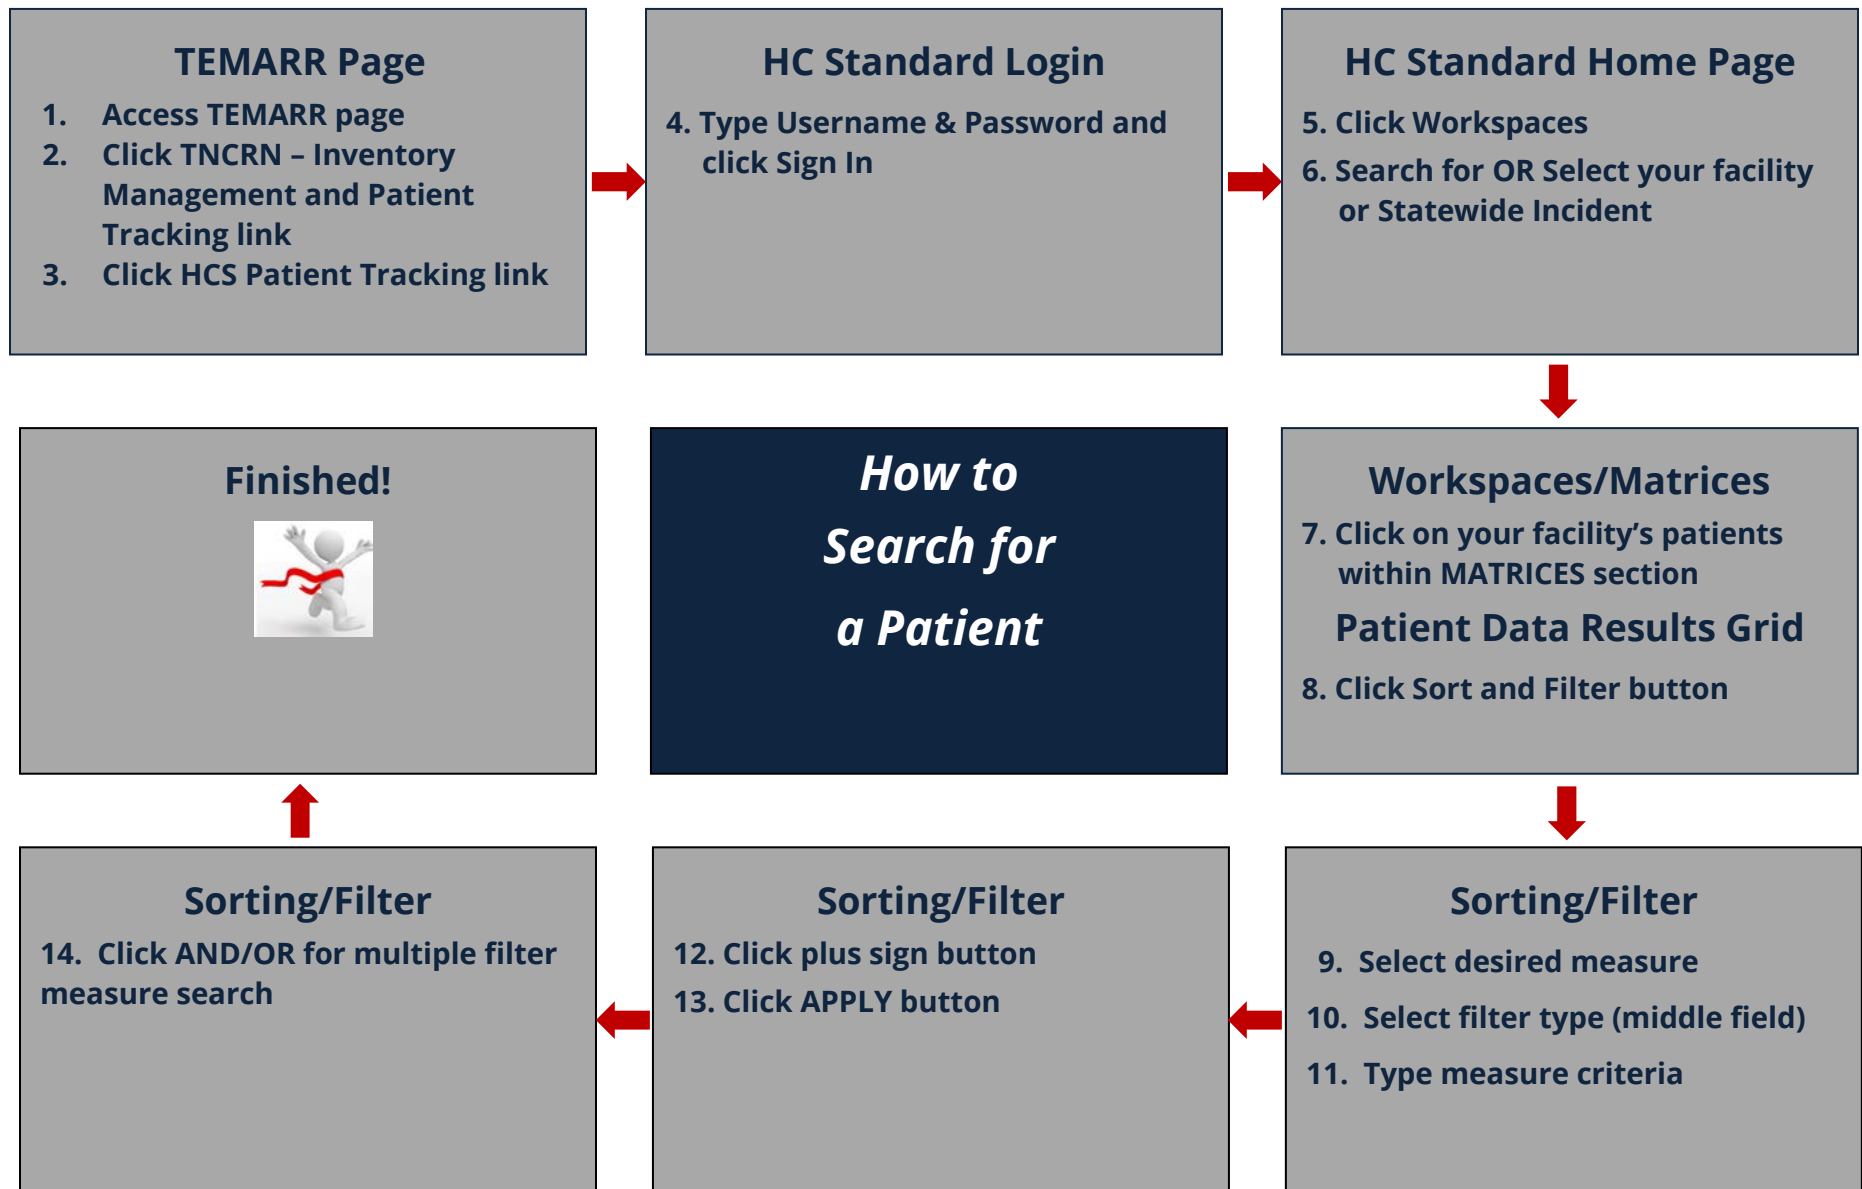 TEMARR Page
1. Access TEMARR page
2. Click TNCRN – Inventory
Management and Patient
Tracking link
3. Click HCS Patient Tracking link
HC Standard Login
4. Type Username & Password and
click Sign In
HC Standard Home Page
5. Click Workspaces
6. Search for OR Select your facility
or Statewide Incident
Workspaces/Matrices
7. Click on your facility’s patients
within MATRICES section
Patient Data Results Grid
8. Click Sort and Filter button
How to
Search for
a Patient
Finished!
Sorting/Filter
9. Select desired measure
10. Select filter type (middle field)
11. Type measure criteria
Sorting/Filter
12. Click plus sign button
13. Click APPLY button
Sorting/Filter
14. Click AND/OR for multiple filter
measure search